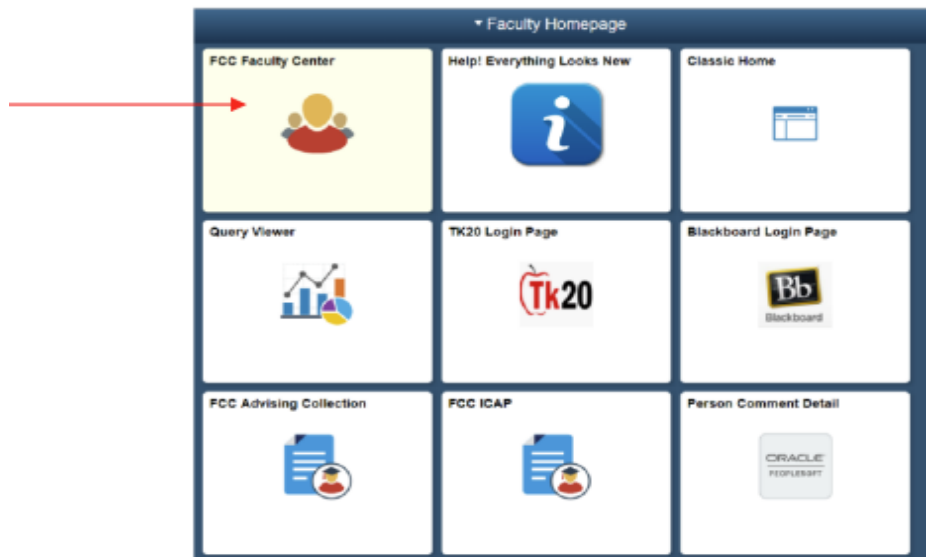 Faculty Homepage
FCC Faculty Center
Help! Everything Looks New
Classic Home
i
Query Viewer
TK20 Login Page
Blackboard Login Page
Tk20
Bb
Blackboard
FCC Advising Collection
FCC ICAP
Person Comment Detail
ORACLE
PEOPLESOFT